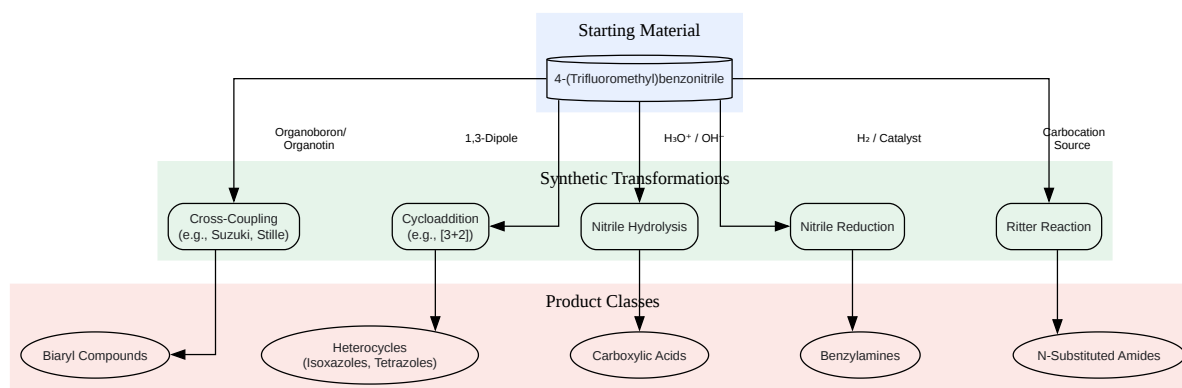 Starting Material
4-(Trifluoromethyl)benzonitrile
Organoboron/
Organotin
1,3-Dipole
H₃O⁺ / OH⁻
H₂ / Catalyst
Carbocation
Source
Synthetic Transformations
Cross-Coupling
(e.g., Suzuki, Stille)
Cycloaddition
(e.g., [3+2])
Nitrile Hydrolysis
Nitrile Reduction
Ritter Reaction
Product Classes
Biaryl Compounds
Heterocycles
(Isoxazoles, Tetrazoles)
Carboxylic Acids
Benzylamines
N-Substituted Amides